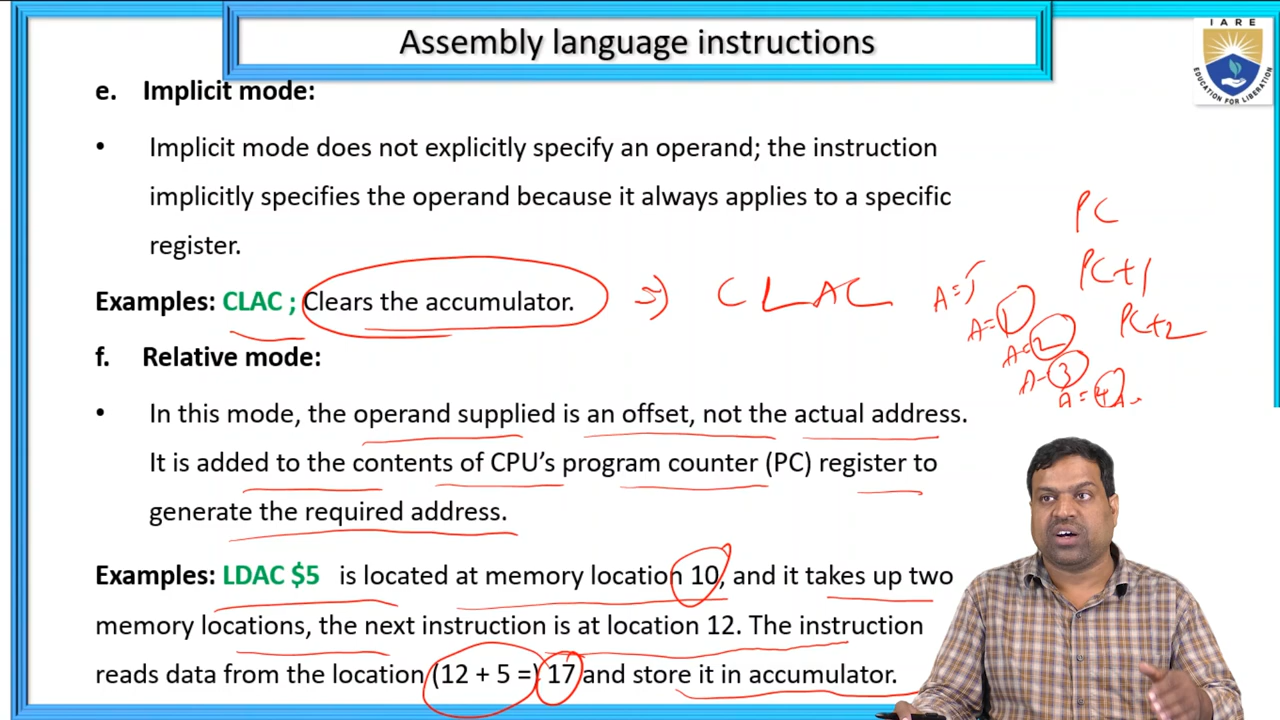 Assembly language instructions
IARE
EDUCATION FOR LIBERATION
e. Implicit mode:
• Implicit mode does not explicitly specify an operand; the instruction
implicitly specifies the operand because it always applies to a specific
register.
Examples: CLAC ; Clears the accumulator. => CLAC
PC
PC+1
PC+2
A=5
A=1
A=2
A=3
A=4
f. Relative mode:
• In this mode, the operand supplied is an offset, not the actual address.
It is added to the contents of CPU’s program counter (PC) register to
generate the required address.
Examples: LDAC $5 is located at memory location 10, and it takes up two
memory locations, the next instruction is at location 12. The instruction
reads data from the location (12 + 5 =) 17 and store it in accumulator.